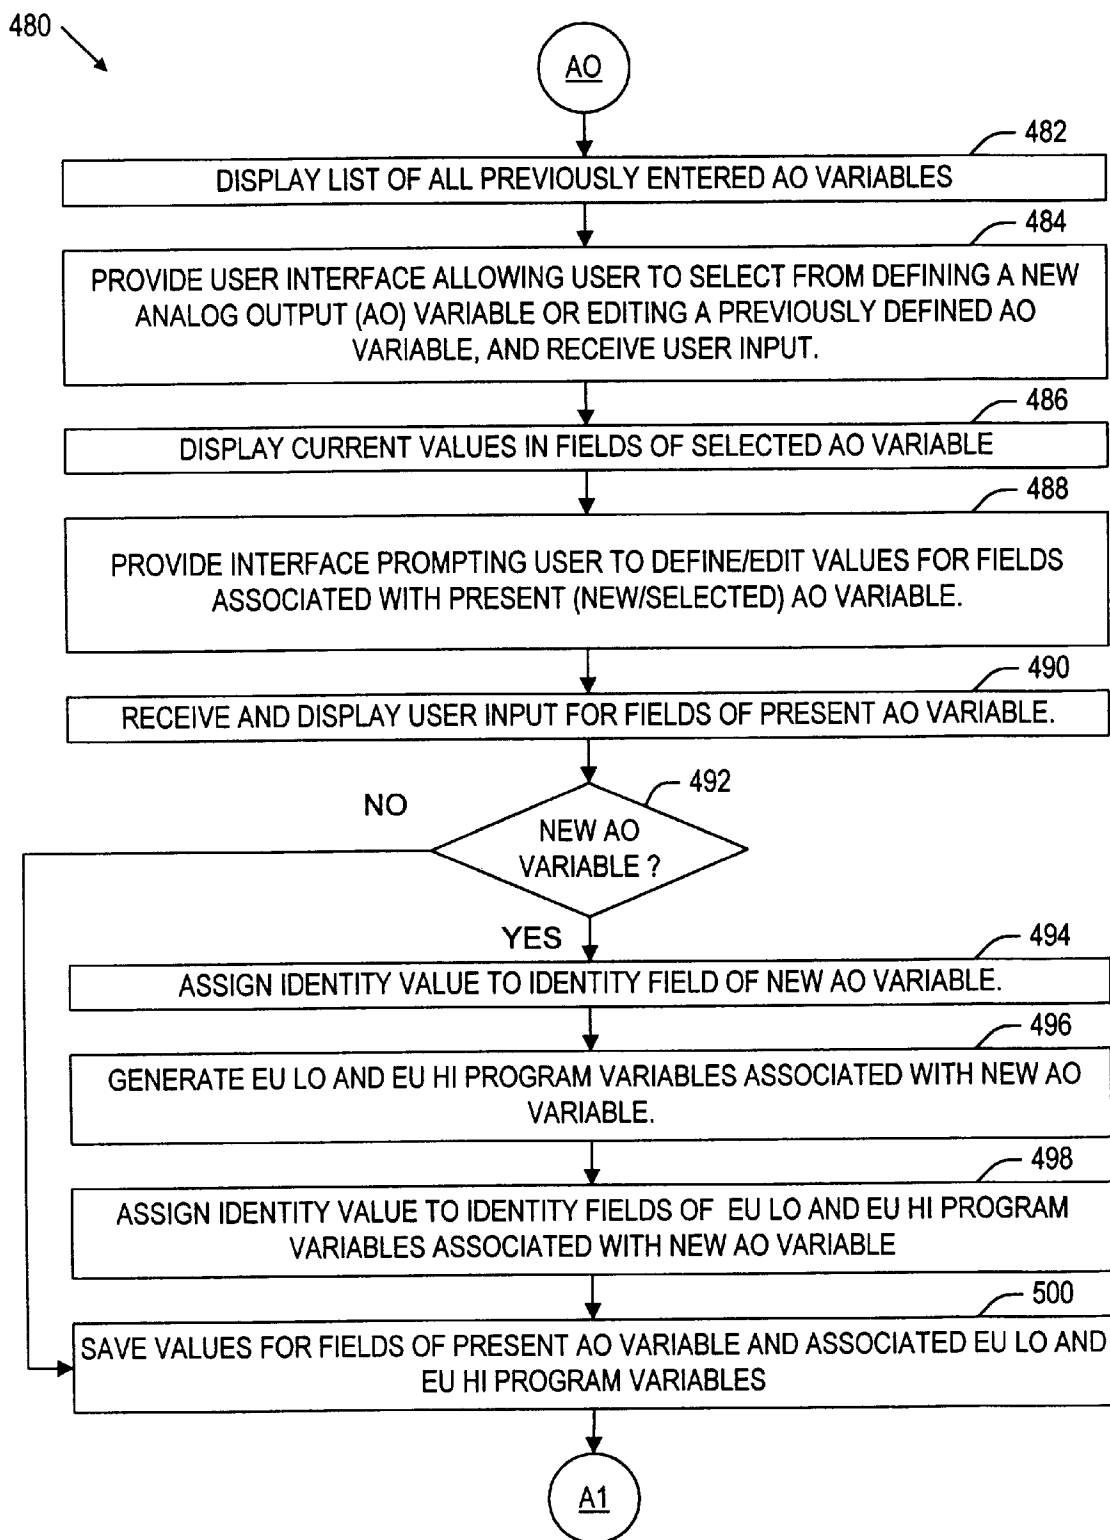 480
AO
482
DISPLAY LIST OF ALL PREVIOUSLY ENTERED AO VARIABLES
484
PROVIDE USER INTERFACE ALLOWING USER TO SELECT FROM DEFINING A NEW
ANALOG OUTPUT (AO) VARIABLE OR EDITING A PREVIOUSLY DEFINED AO
VARIABLE, AND RECEIVE USER INPUT.
486
DISPLAY CURRENT VALUES IN FIELDS OF SELECTED AO VARIABLE
488
PROVIDE INTERFACE PROMPTING USER TO DEFINE/EDIT VALUES FOR FIELDS
ASSOCIATED WITH PRESENT (NEW/SELECTED) AO VARIABLE.
490
RECEIVE AND DISPLAY USER INPUT FOR FIELDS OF PRESENT AO VARIABLE.
492
NO
NEW AO
VARIABLE ?
YES
494
ASSIGN IDENTITY VALUE TO IDENTITY FIELD OF NEW AO VARIABLE.
496
GENERATE EU LO AND EU HI PROGRAM VARIABLES ASSOCIATED WITH NEW AO
VARIABLE.
498
ASSIGN IDENTITY VALUE TO IDENTITY FIELDS OF EU LO AND EU HI PROGRAM
VARIABLES ASSOCIATED WITH NEW AO VARIABLE
500
SAVE VALUES FOR FIELDS OF PRESENT AO VARIABLE AND ASSOCIATED EU LO AND
EU HI PROGRAM VARIABLES
A1